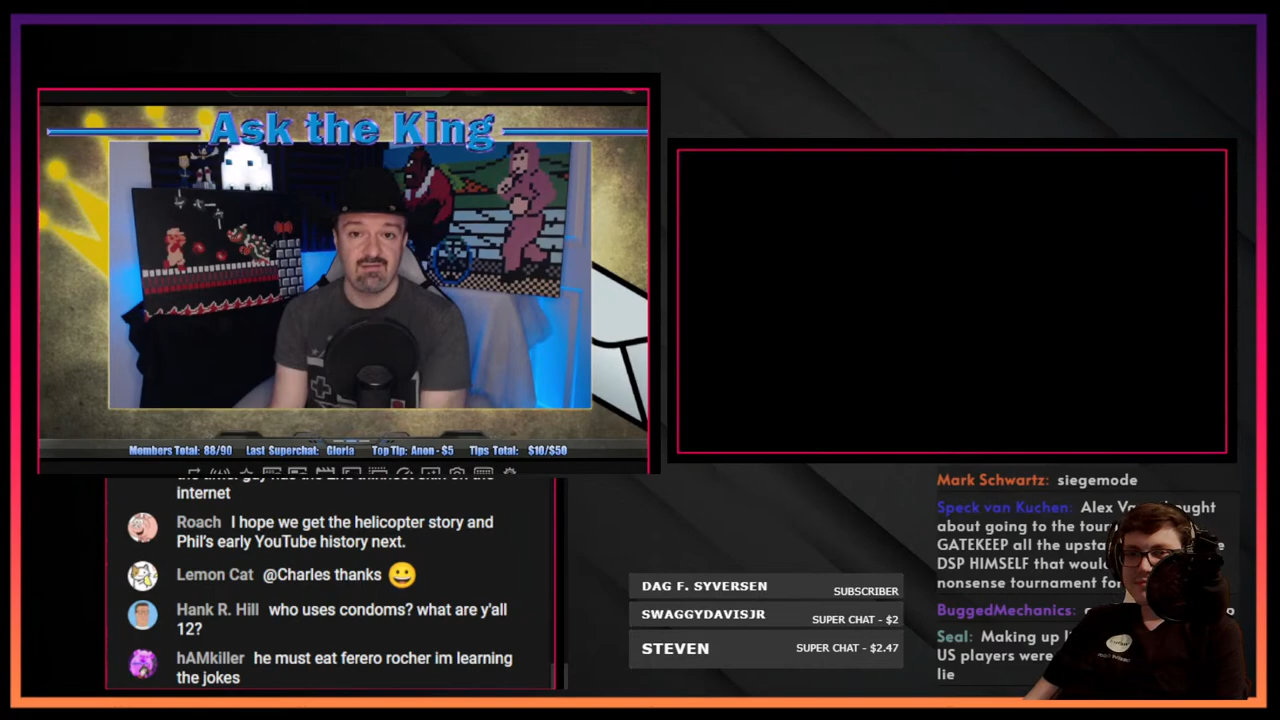 Ask the King
Members Total: 88/90 Last Superchat: Gloria Top Tip: Anon - $5 Tips Total: $10/$50
internet
Roach I hope we get the helicopter story and
Phil's early YouTube history next.
Lemon Cat @Charles thanks
Hank R. Hill who uses condoms? what are y'all
12?
hAMkiller he must eat ferero rocher im learning
the jokes
DAG F. SYVERSEN SUBSCRIBER
SWAGGYDAVISJR SUPER CHAT - $2
STEVEN SUPER CHAT - $2.47
Mark Schwartz: siegemode
Speck van Kuchen: Alex
about going to the
GATEKEEP all the
DSP HIMSELF that
nonsense tournament
BuggedMechanics:
Seal: Making up
US players were
lie